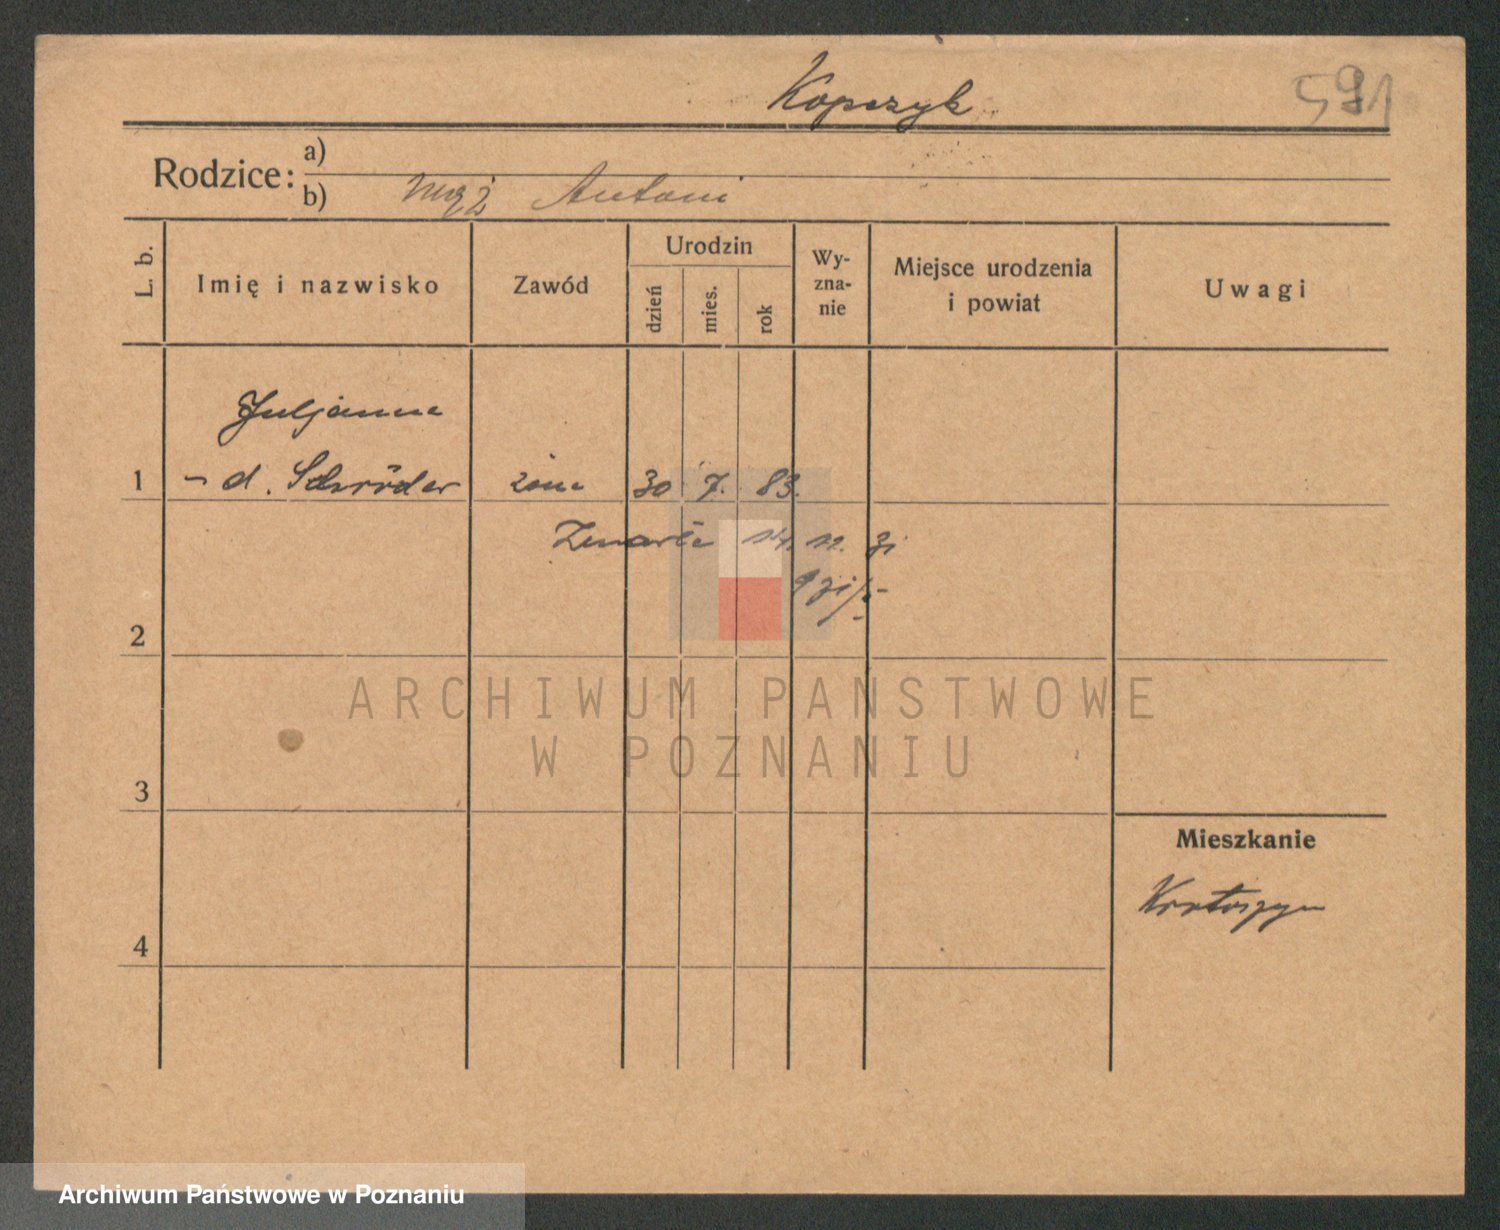 Kopczyk
591
Rodzice:
a)
b) mąż Antoni
L. b.
Imię i nazwisko
Zawód
Urodzin
dzień
mies.
rok
Wy-
zna-
nie
Miejsce urodzenia
i powiat
Uwagi
Juljanna
1 - d. Schröder żona 30 7. 83.
Zmarła 14. 11. 31
2
ARCHIWUM PAŃSTWOWE
W POZNANIU
3
Mieszkanie
Krotoszyn
4
Archiwum Państwowe w Poznaniu